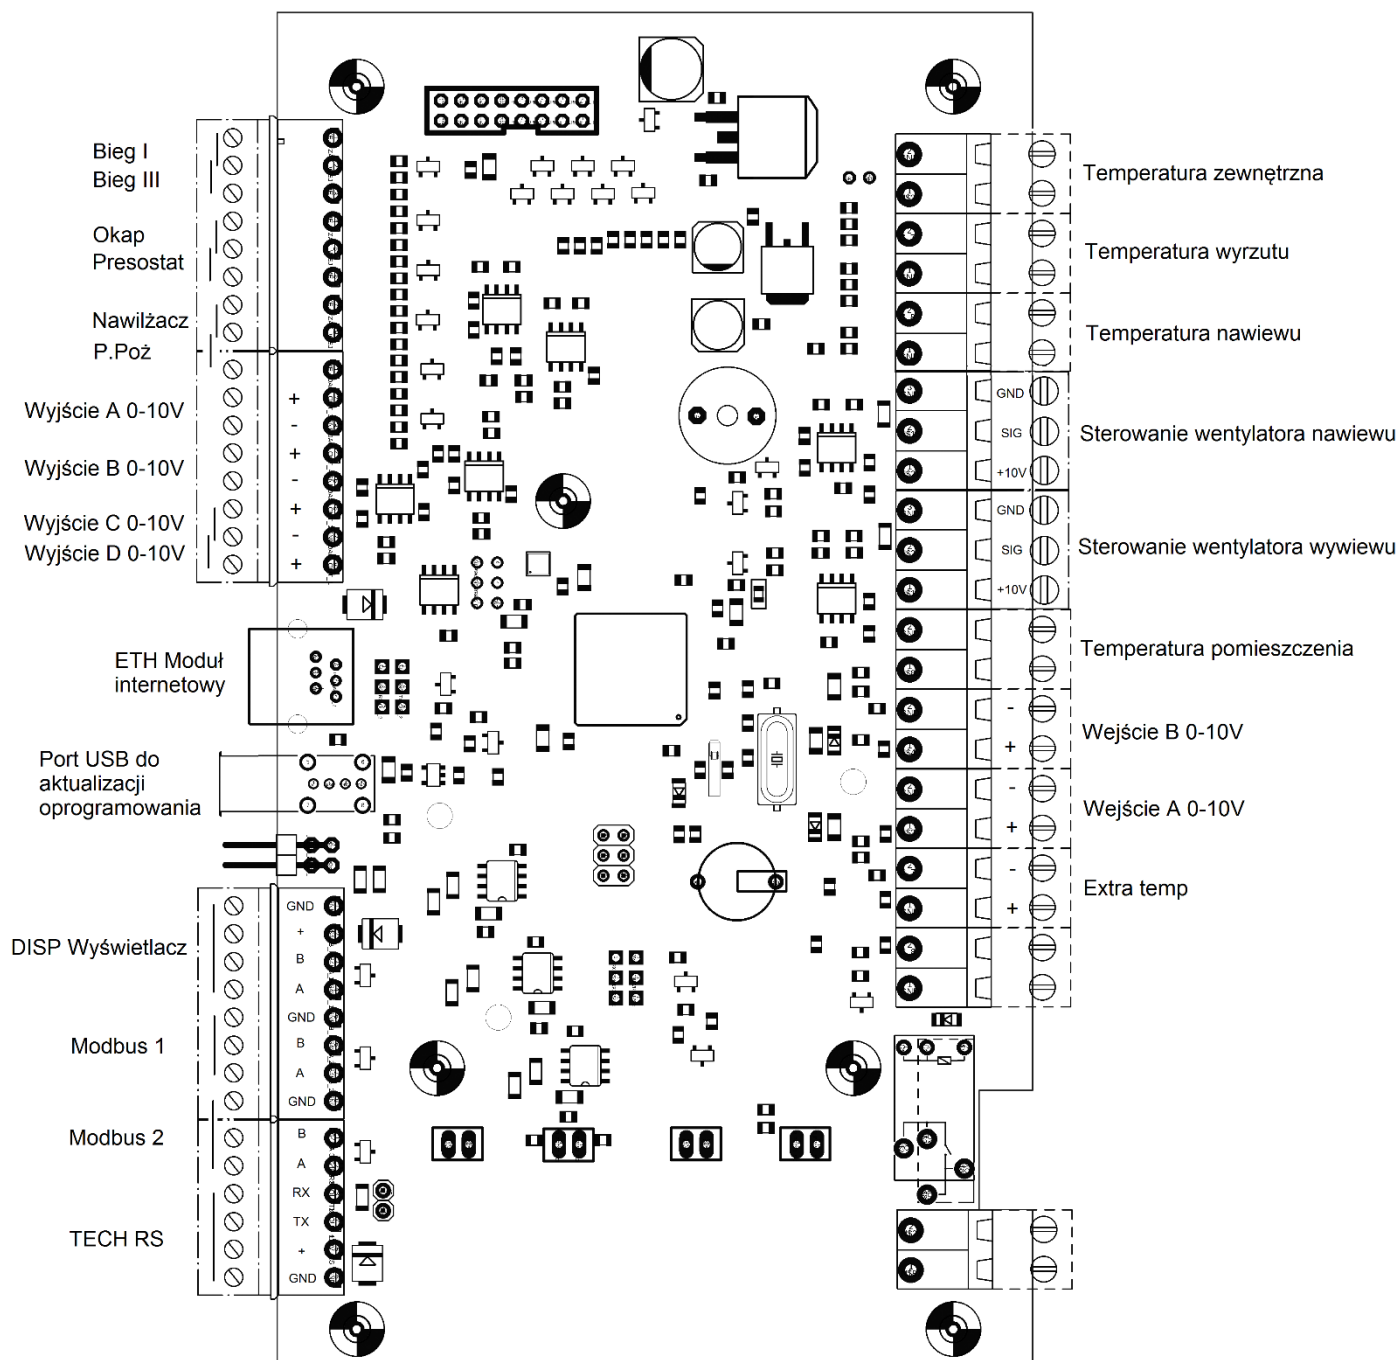 Bieg I
Bieg III
Okap
Presostat
Nawilżacz
P.Poż
Wyjście A 0-10V
+
-
Wyjście B 0-10V
+
-
Wyjście C 0-10V
+
-
Wyjście D 0-10V
+
ETH Moduł
internetowy
Port USB do
aktualizacji
oprogramowania
DISP Wyświetlacz
GND
+
B
A
GND
Modbus 1
B
A
GND
Modbus 2
B
A
TECH RS
RX
TX
+
GND
Temperatura zewnętrzna
Temperatura wyrzutu
Temperatura nawiewu
GND
SIG
+10V
Sterowanie wentylatora nawiewu
GND
SIG
+10V
Sterowanie wentylatora wywiewu
Temperatura pomieszczenia
-
+
Wejście B 0-10V
-
+
Wejście A 0-10V
-
+
Extra temp